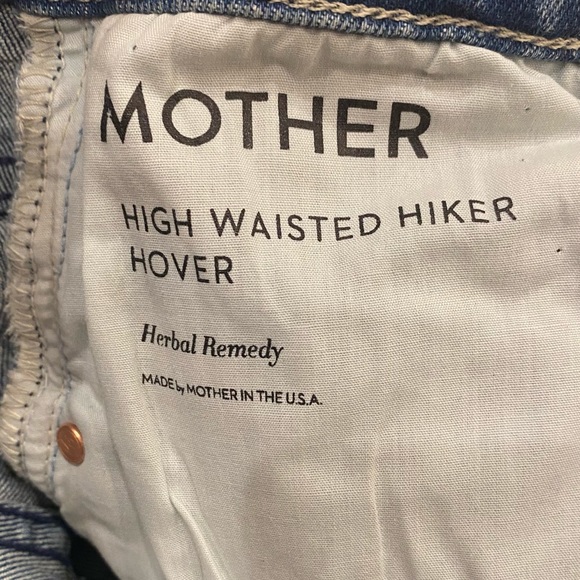 MOTHER
HIGH WAISTED HIKER
HOVER
Herbal Remedy
MADE by MOTHER IN THE U.S.A.